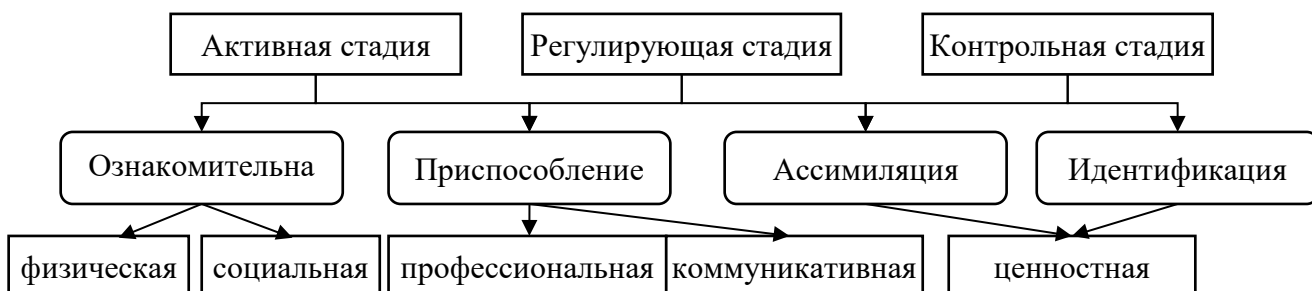 Активная стадия
Регулирующая стадия
Контрольная стадия
Ознакомительна
Приспособление
Ассимиляция
Идентификация
физическая
социальная
профессиональная
коммуникативная
ценностная